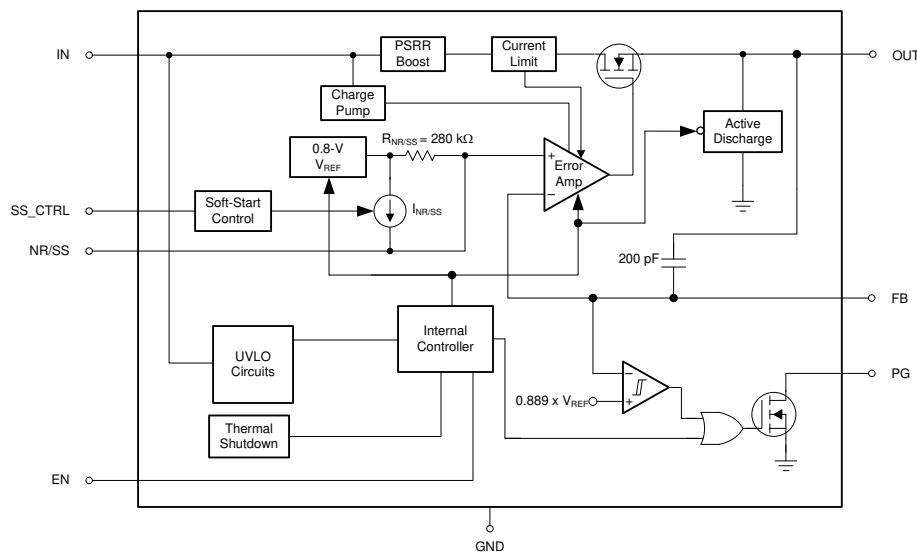 IN
PSRR
Boost
Current
Limit
OUT
Charge
Pump
Active
Discharge
R_NR/SS = 280 kΩ
0.8-V
V_REF
+
Error
Amp
−
SS_CTRL
Soft-Start
Control
I_NR/SS
NR/SS
200 pF
FB
Internal
Controller
UVLO
Circuits
PG
−
0.889 x V_REF
+
Thermal
Shutdown
EN
GND